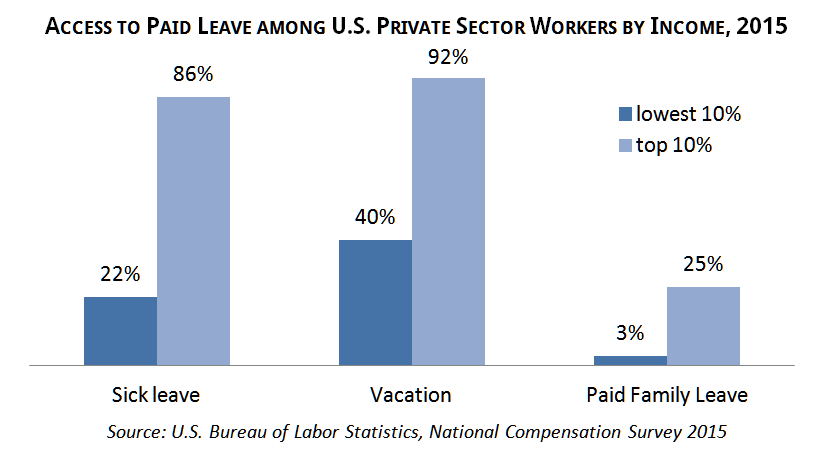 ACCESS TO PAID LEAVE AMONG U.S. PRIVATE SECTOR WORKERS BY INCOME, 2015
86%
92%
lowest 10%
top 10%
22%
40%
3%
25%
Sick leave
Vacation
Paid Family Leave
Source: U.S. Bureau of Labor Statistics, National Compensation Survey 2015